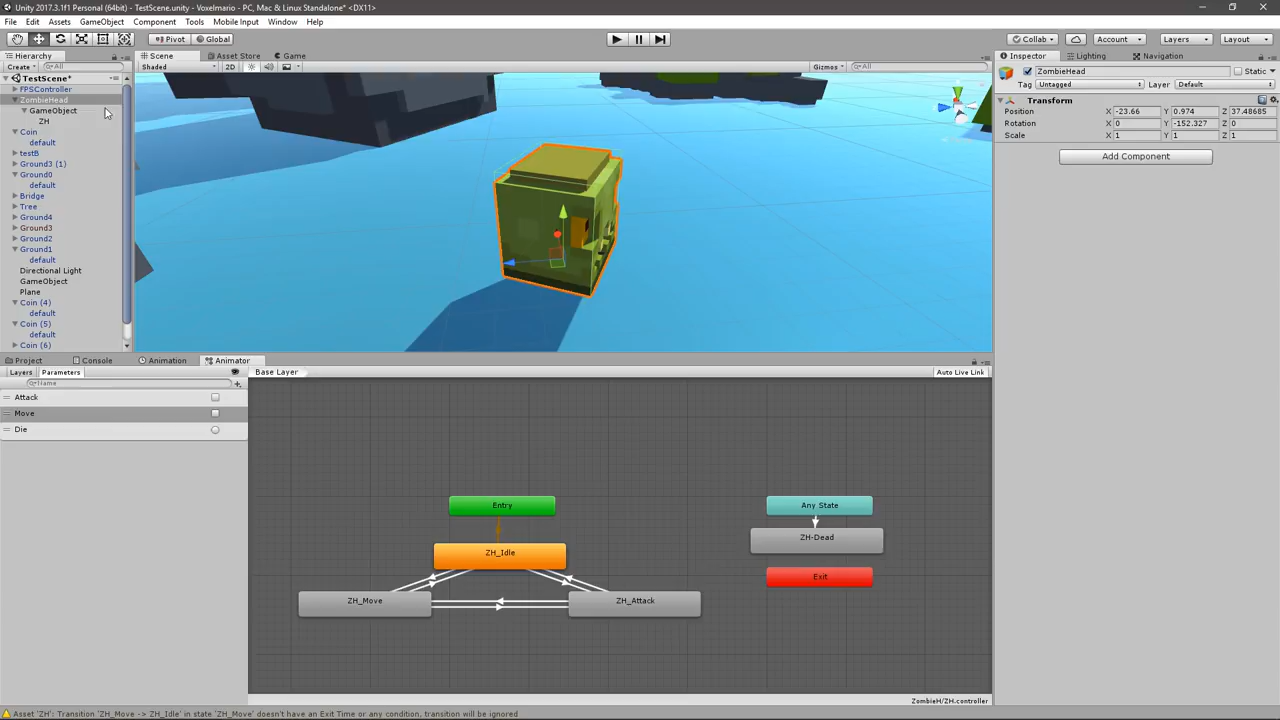 Unity 2017.3.1f1 Personal (64bit) - TestScene.unity - Voxelmario - PC, Mac & Linux Standalone* <DX11>
File Edit Assets GameObject Component Tools Mobile Input Window Help
Pivot Global Collab Account Layers Layout
Hierarchy
Create All
TestScene*
FPSController
ZombieHead
GameObject
ZH
Coin
default
testB
Ground3 (1)
Ground0
default
Bridge
Tree
Ground4
Ground3
Ground2
Ground1
default
Directional Light
GameObject
Plane
Coin (4)
default
Coin (5)
default
Coin (6)
Scene Asset Store Game
Shaded 2D Gizmos All
Inspector Lighting Navigation
ZombieHead Static
Tag Untagged Layer Default
Transform
Position X -23.66 Y 0.974 Z 37.48685
Rotation X 0 Y -152.327 Z 0
Scale X 1 Y 1 Z 1
Add Component
Project Console Animation Animator
Layers Parameters Base Layer Auto Live Link
Name
Attack
Move
Die
Entry
ZH_Idle
ZH_Move
ZH_Attack
Any State
ZH-Dead
Exit
ZombieH/ZH.controller
Asset 'ZH': Transition 'ZH_Move -> ZH_Idle' in state 'ZH_Move' doesn't have an Exit Time or any condition, transition will be ignored